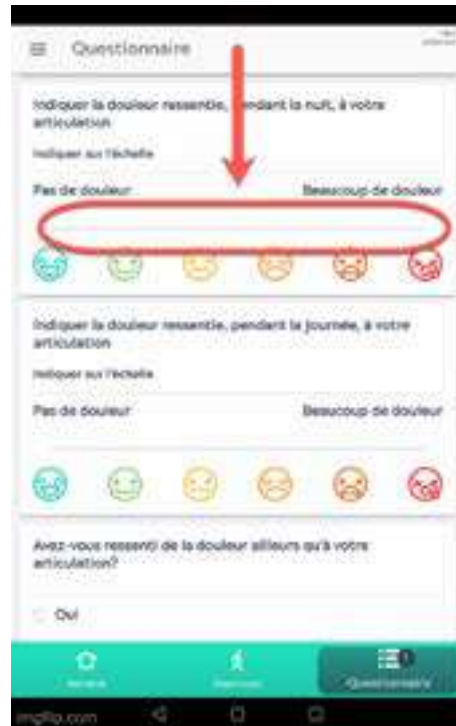 Questionnaire
Indiquer la douleur ressentie, pendant la nuit, à votre
articulation
Indiquer sur l'échelle
Pas de douleur Beaucoup de douleur
Indiquer la douleur ressentie, pendant la journée, à votre
articulation
Indiquer sur l'échelle
Pas de douleur Beaucoup de douleur
Avez-vous ressenti de la douleur ailleurs qu'à votre
articulation?
Oui
Questionnaire
imgflip.com